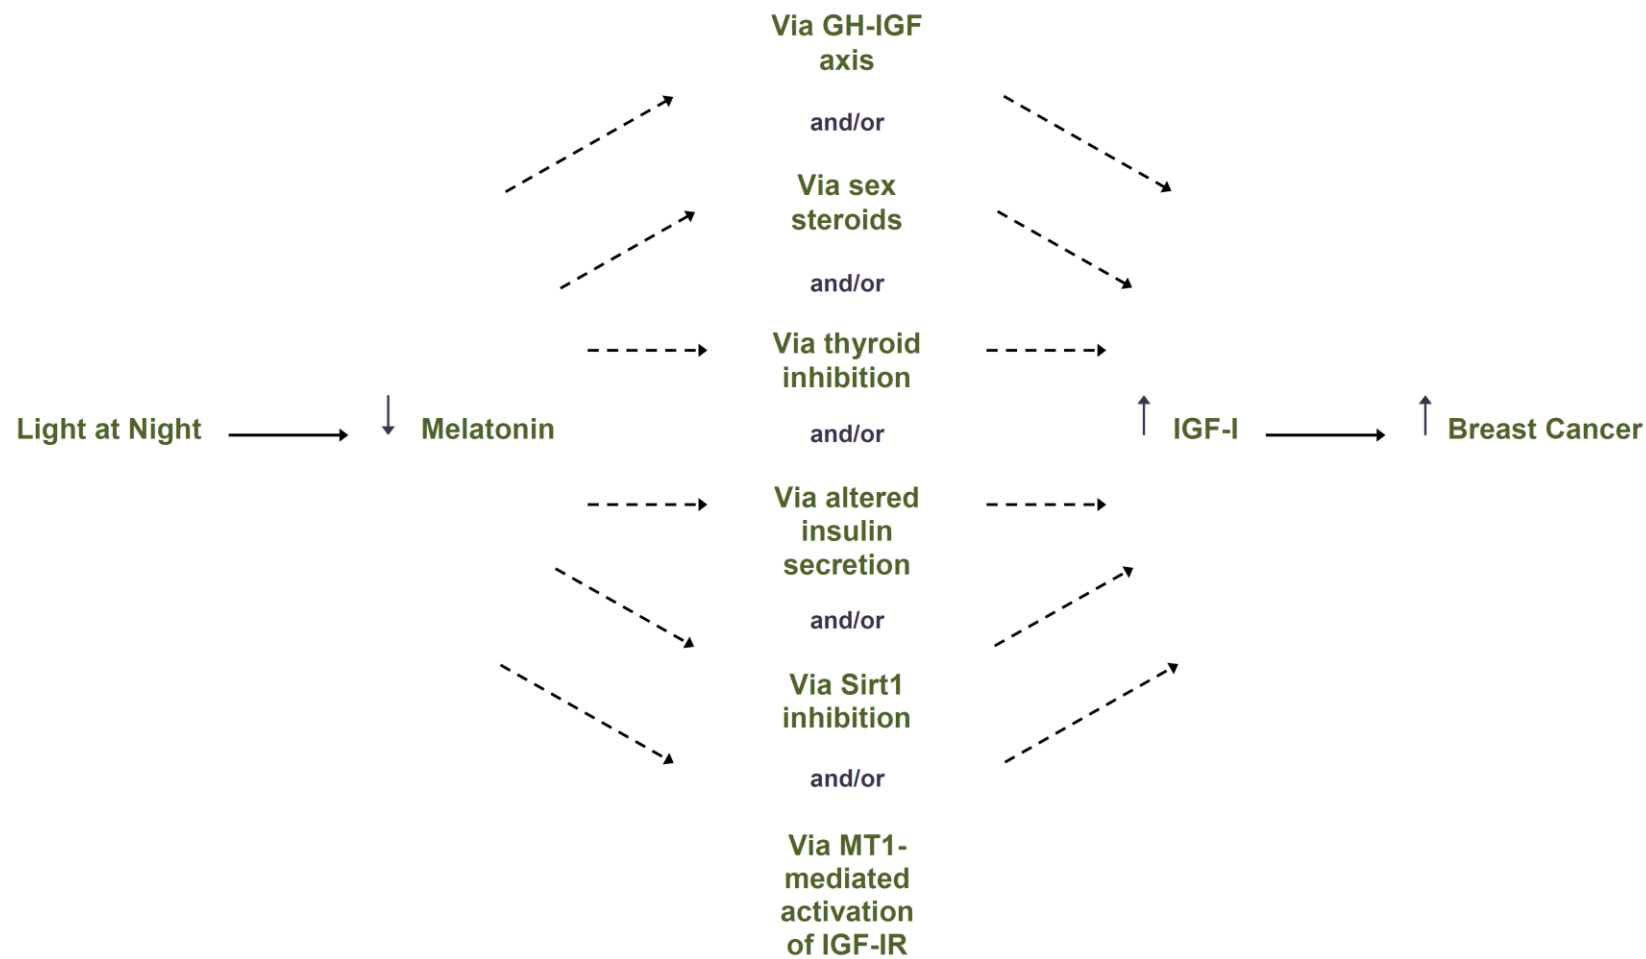 Via GH-IGF
axis
and/or
Via sex
steroids
and/or
Via thyroid
inhibition
Light at Night
Melatonin
and/or
IGF-I
Breast Cancer
Via altered
insulin
secretion
and/or
Via Sirt1
inhibition
and/or
Via MT1-
mediated
activation
of IGF-IR